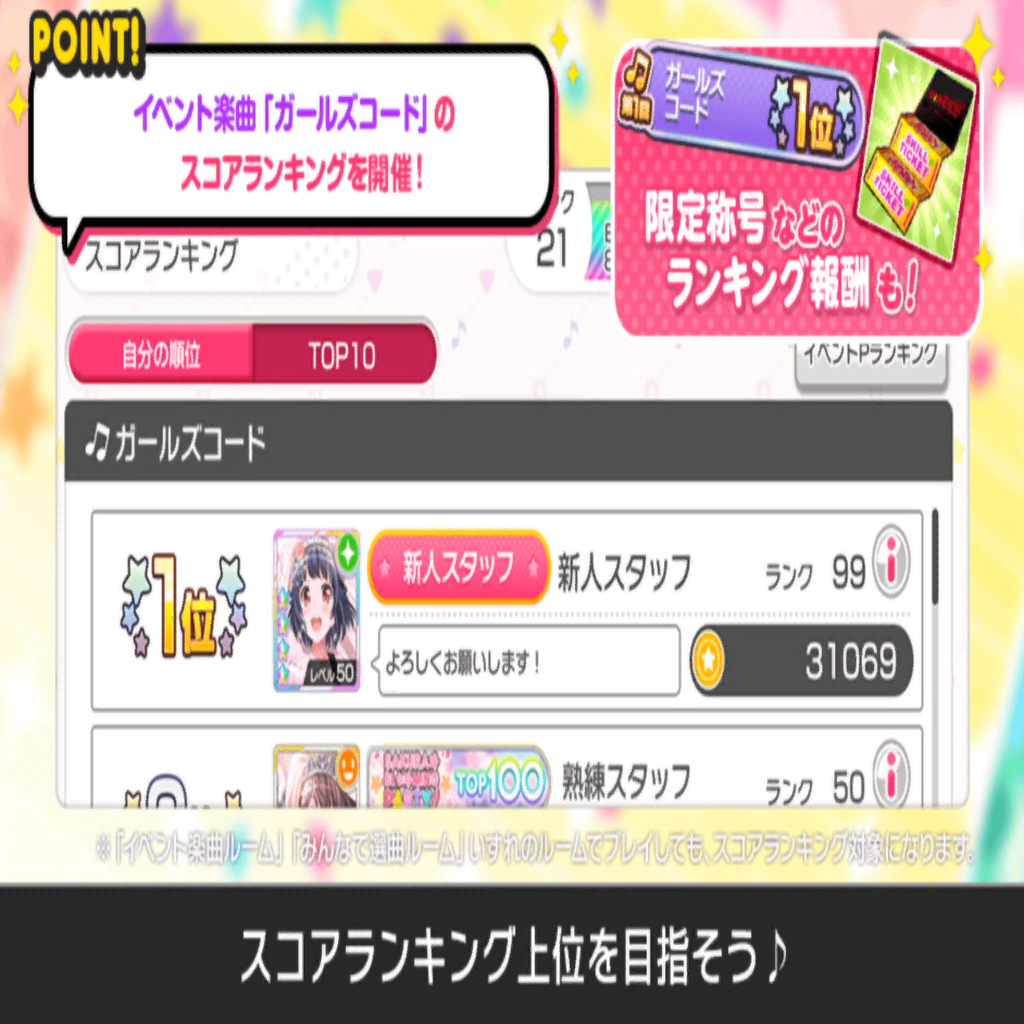 POINT!
イベント楽曲「ガールズコード」の
スコアランキングを開催!
第1回
ガールズ
コード
1位
SKILL
TICKET
SKILL
TICKET
限定称号などの
ランキング報酬も!
スコアランキング
21
自分の順位
TOP10
イベントPランキング
ガールズコード
1位
レベル50
新人スタッフ
新人スタッフ
ランク 99
よろしくお願いします!
31069
TOP100
熟練スタッフ
ランク 50
※「イベント楽曲ルーム」「みんなで選曲ルーム」いずれのルームでプレイしても、スコアランキング対象になります。
スコアランキング上位を目指そう♪